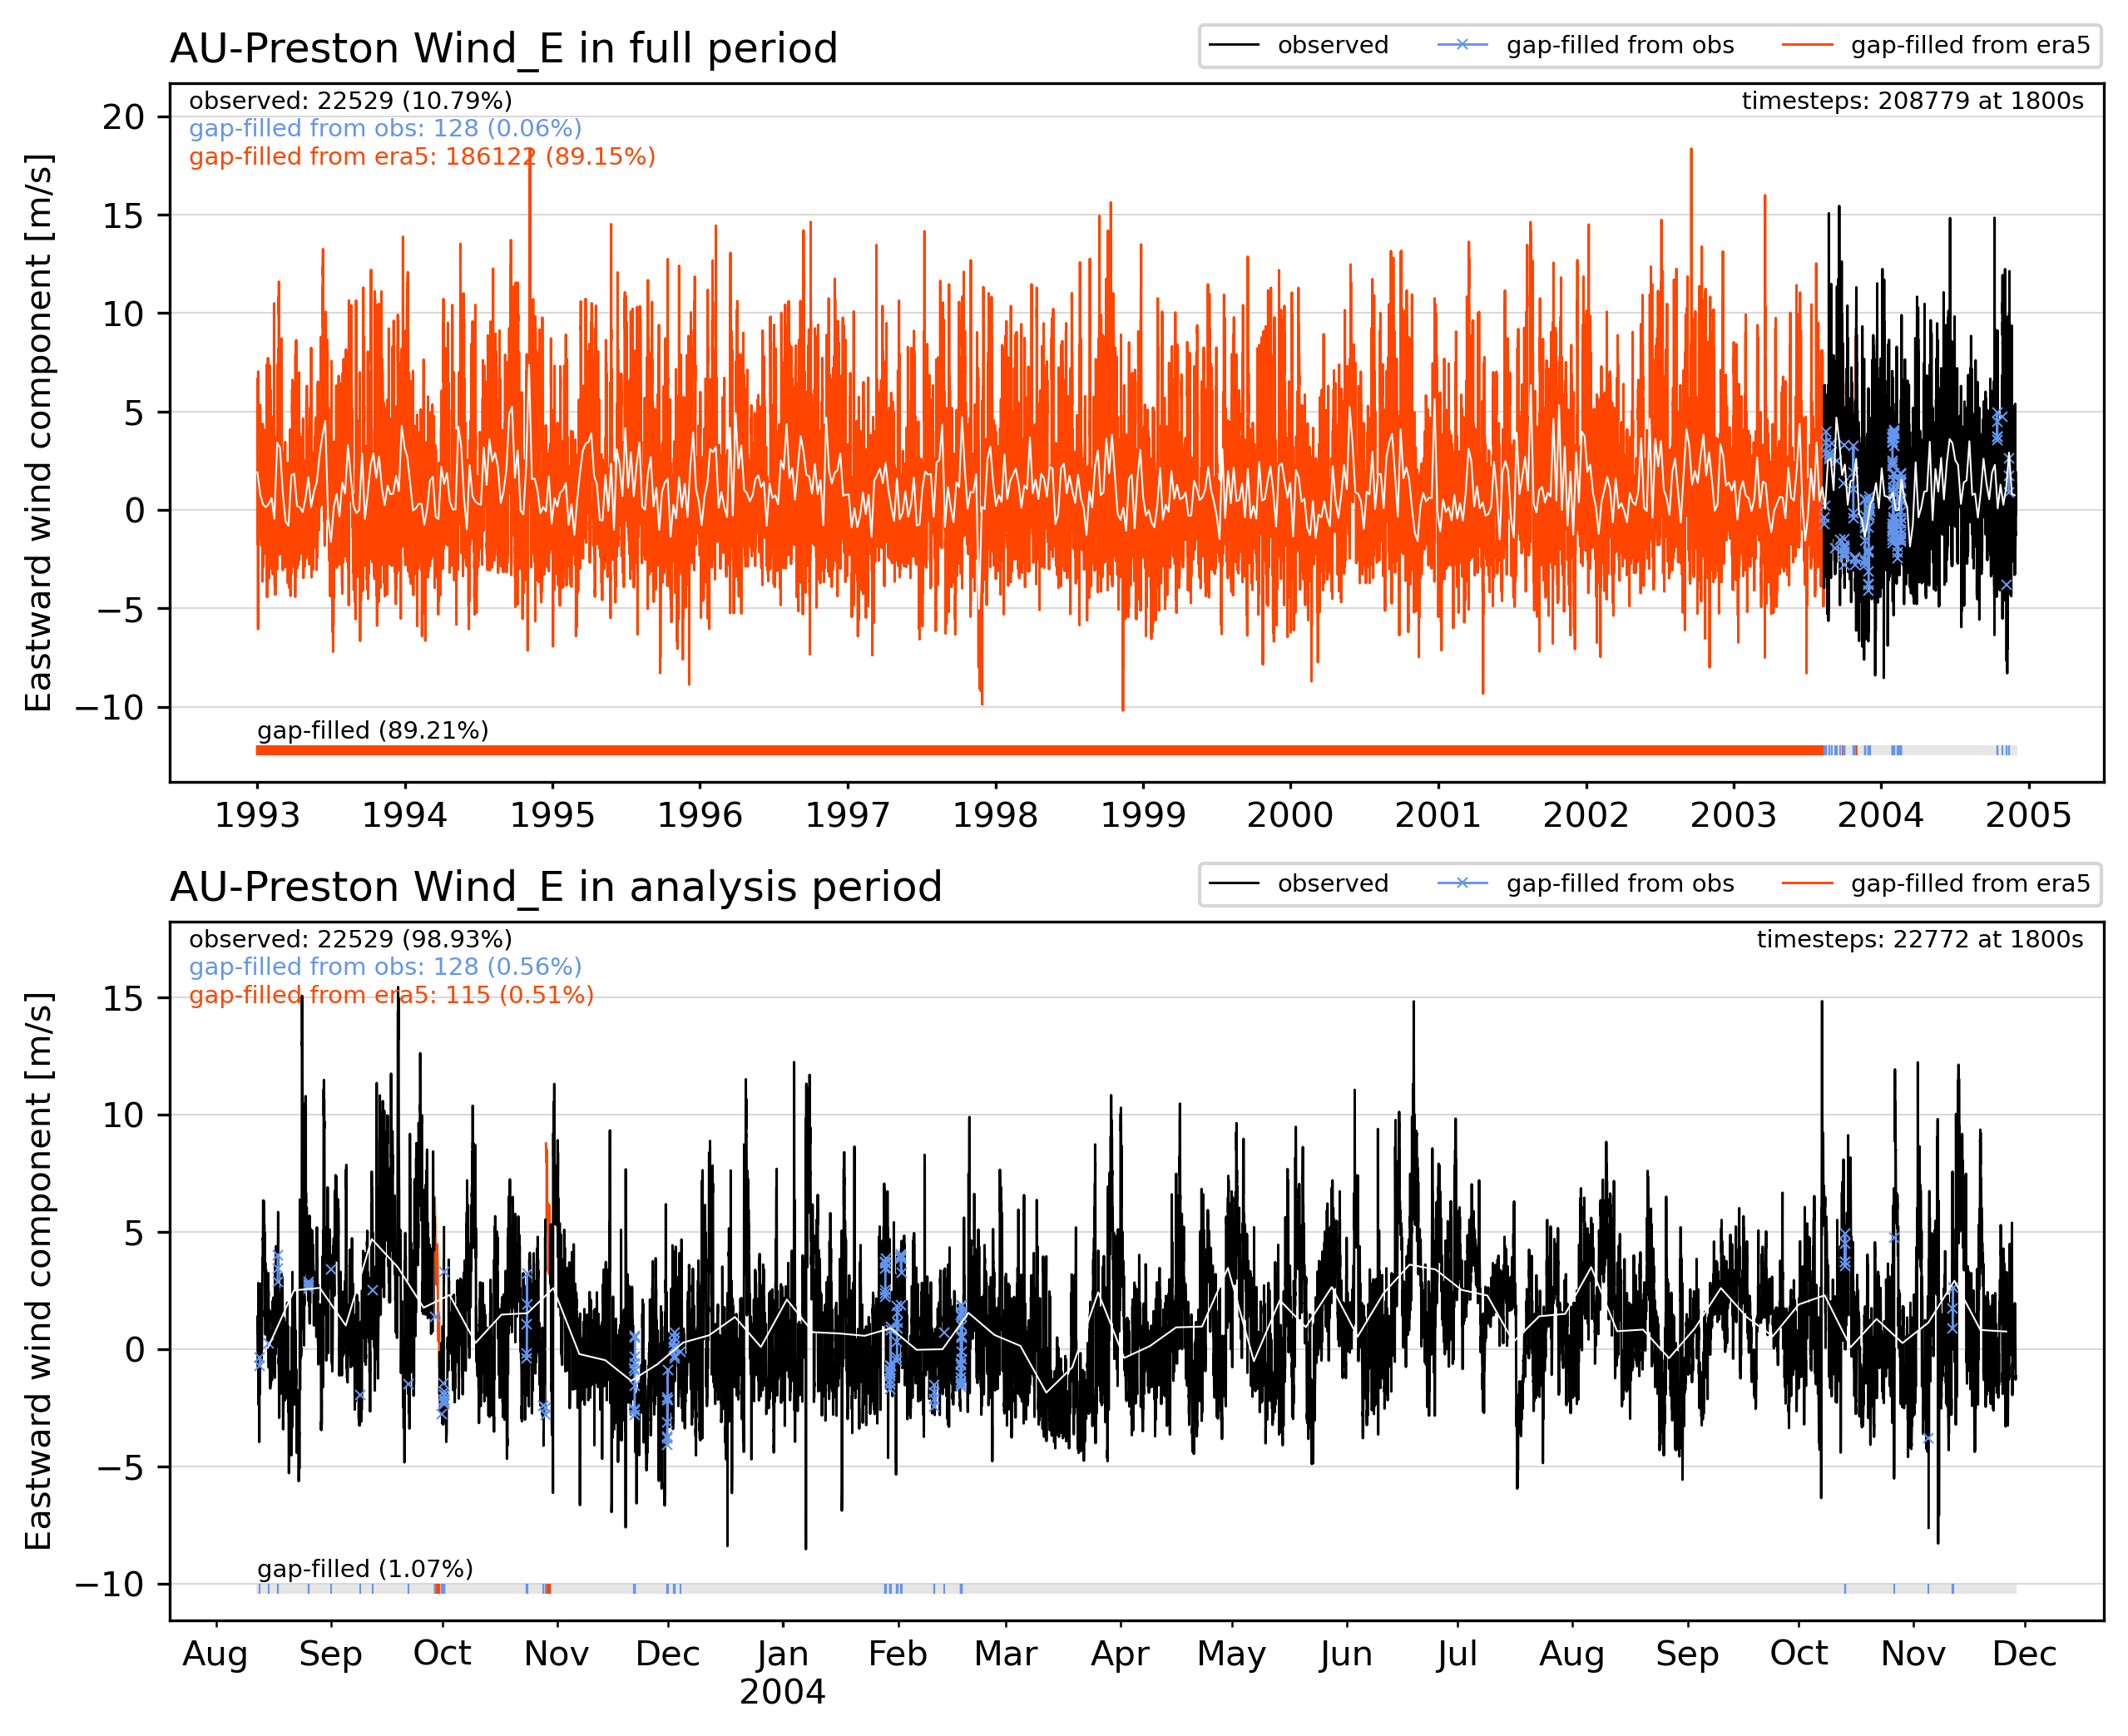 AU-Preston Wind_E in full period
observed gap-filled from obs gap-filled from era5
observed: 22529 (10.79%)
timesteps: 208779 at 1800s
gap-filled from obs: 128 (0.06%)
gap-filled from era5: 186122 (89.15%)
Eastward wind component [m/s]
20
15
10
5
0
−5
−10
gap-filled (89.21%)
1993 1994 1995 1996 1997 1998 1999 2000 2001 2002 2003 2004 2005
AU-Preston Wind_E in analysis period
observed gap-filled from obs gap-filled from era5
observed: 22529 (98.93%)
timesteps: 22772 at 1800s
gap-filled from obs: 128 (0.56%)
gap-filled from era5: 115 (0.51%)
Eastward wind component [m/s]
15
10
5
0
−5
−10
gap-filled (1.07%)
Aug Sep Oct Nov Dec Jan Feb Mar Apr May Jun Jul Aug Sep Oct Nov Dec
2004